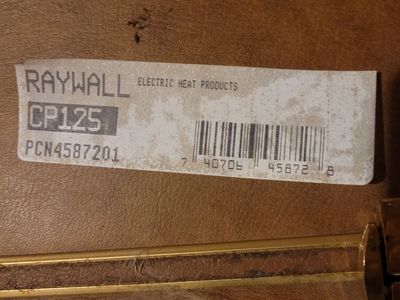 RAYWALL ELECTRIC HEAT PRODUCTS
CP125
PCN4587201
7 40706 45872 8